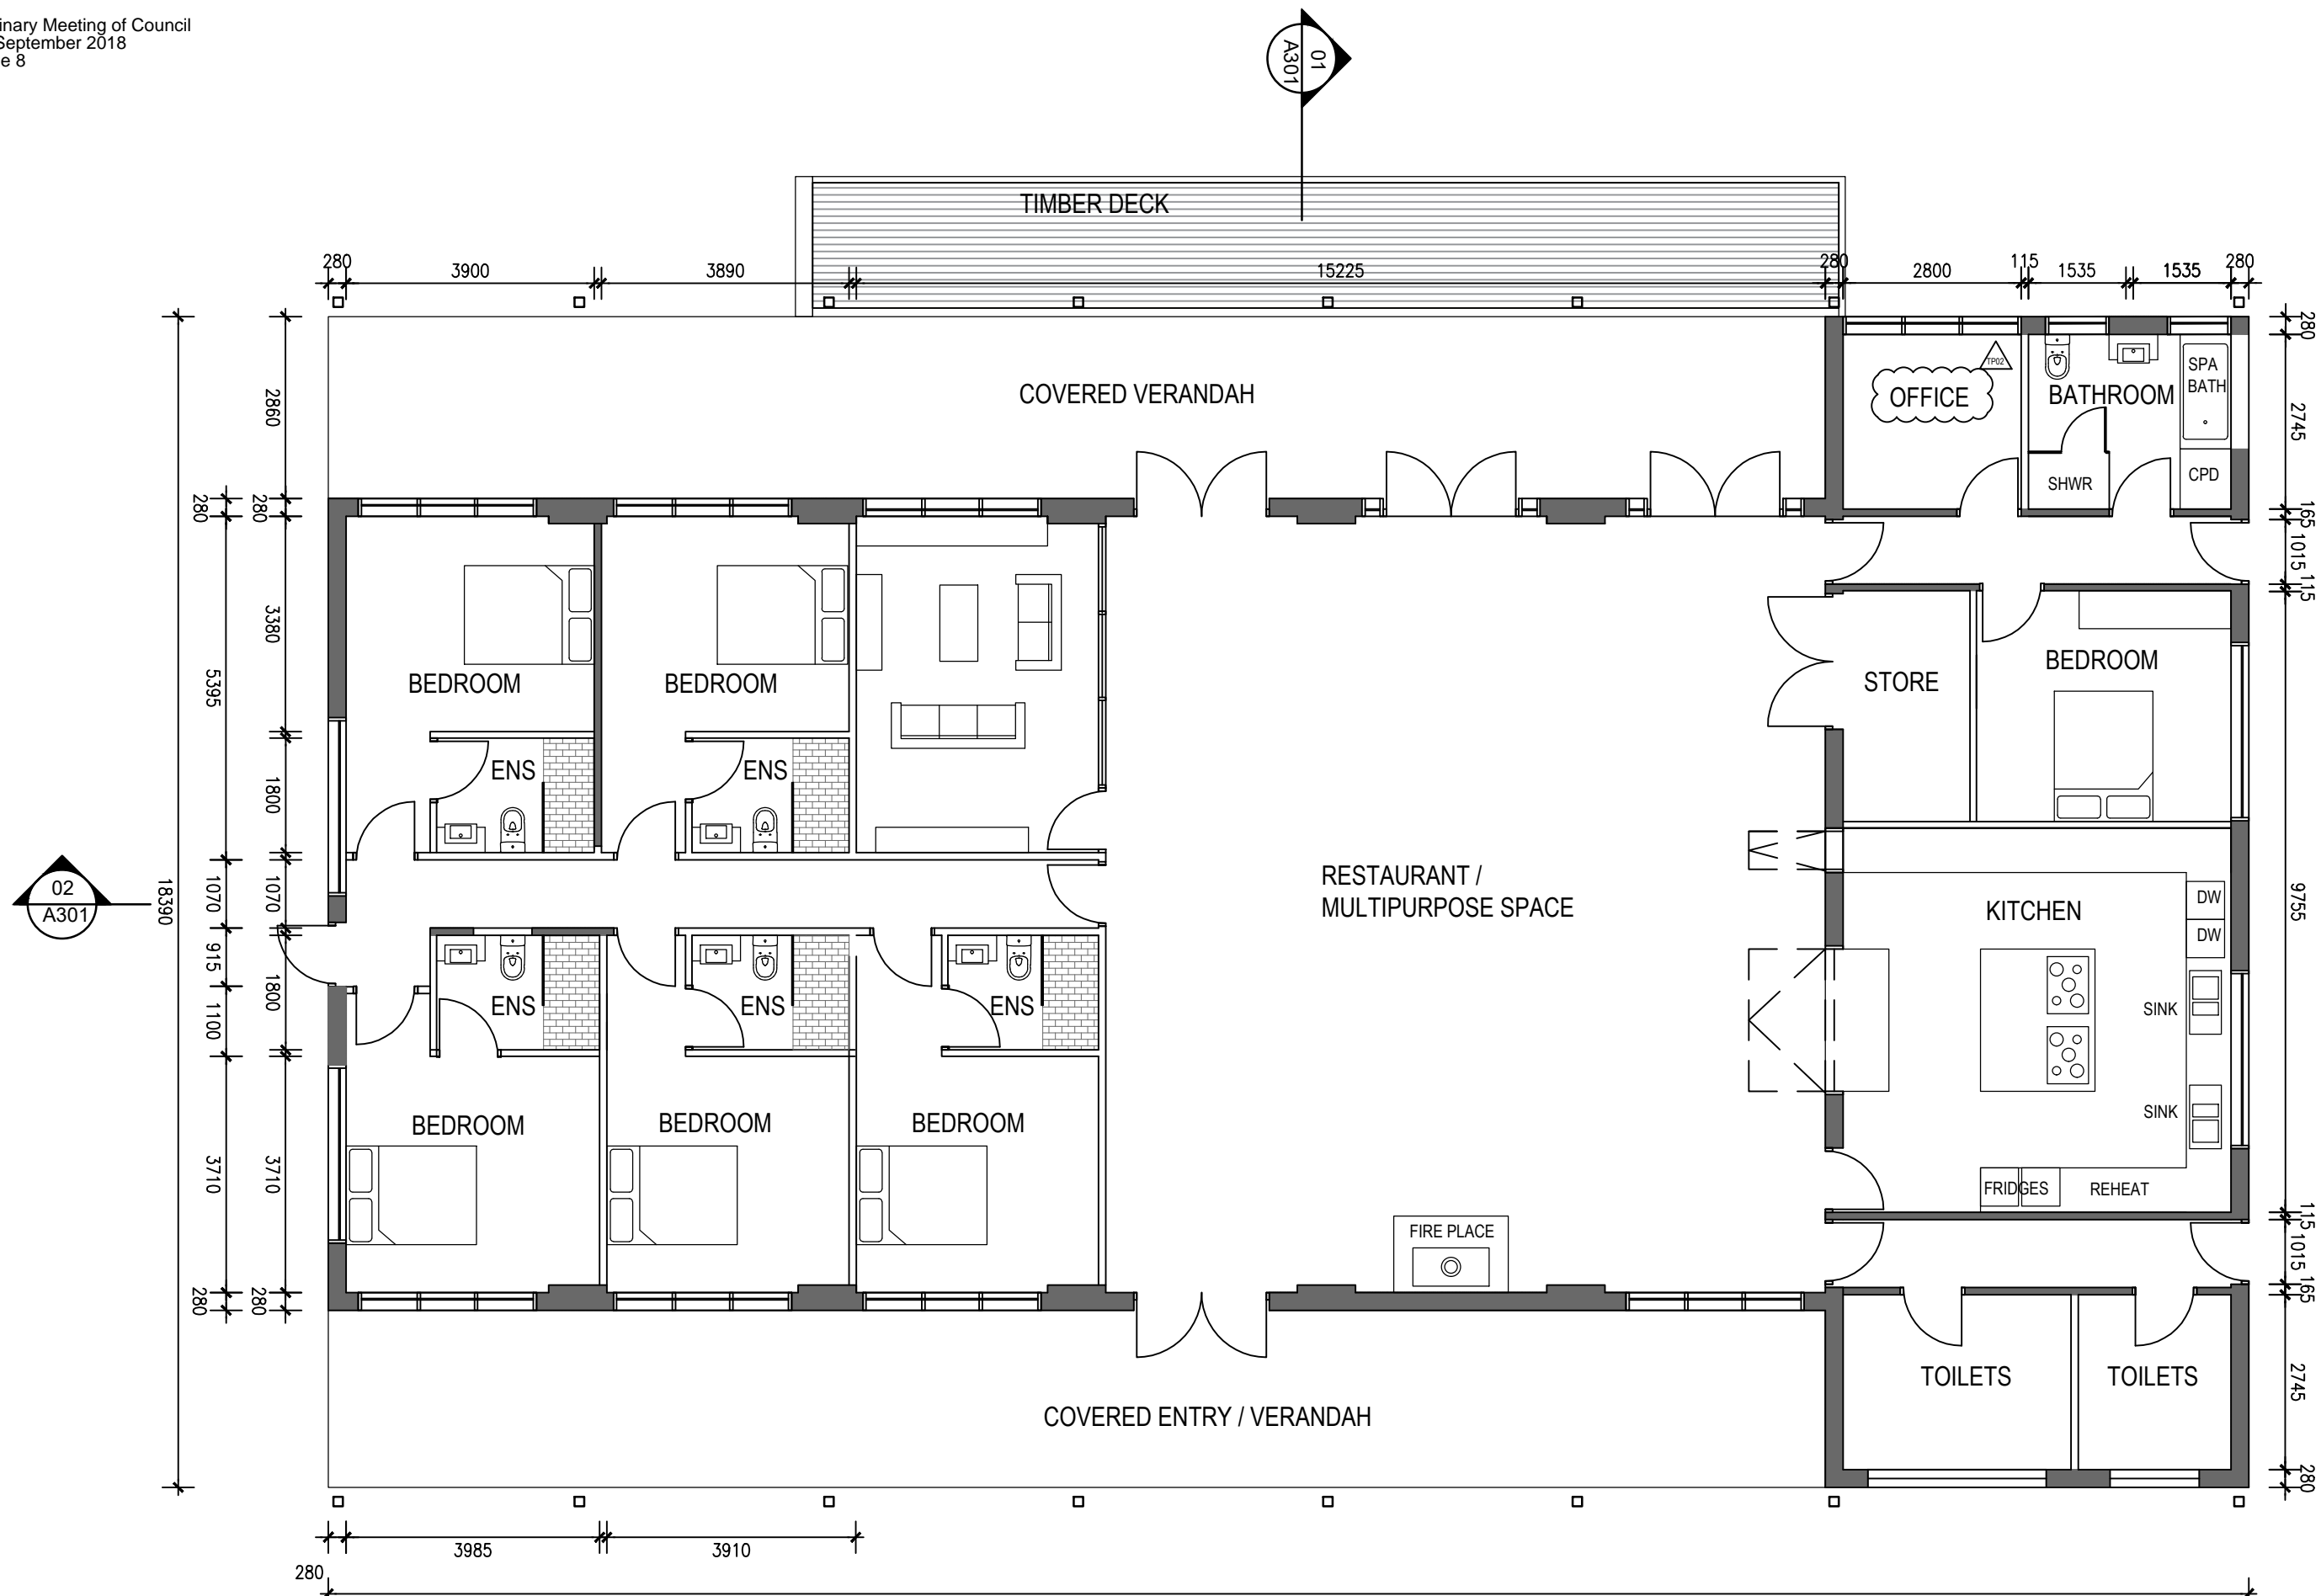 inary Meeting of Council
September 2018
e 8
01
A301
TIMBER DECK
280
3900
3890
15225
280
2800
115
1535
1535
280
COVERED VERANDAH
OFFICE
TP02
BATHROOM
SPA
BATH
SHWR
CPD
280
2745
165
1015
115
9755
115
1015
165
2745
280
18390
280
5395
1070
915
1100
3710
280
2860
280
3380
1800
1070
1800
3710
280
BEDROOM
BEDROOM
STORE
BEDROOM
ENS
ENS
02
A301
RESTAURANT /
MULTIPURPOSE SPACE
KITCHEN
DW
DW
SINK
SINK
ENS
ENS
ENS
BEDROOM
BEDROOM
BEDROOM
FRIDGES
REHEAT
FIRE PLACE
TOILETS
TOILETS
COVERED ENTRY / VERANDAH
3985
3910
280